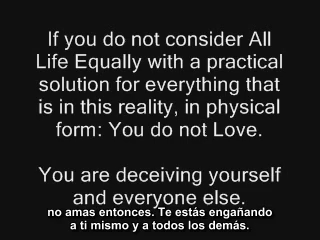 If you do not consider All
Life Equally with a practical
solution for everything that
is in this reality, in physical
form: You do not Love.
You are deceiving yourself
and everyone else.
no amas entonces. Te estás engañando
a ti mismo y a todos los demás.